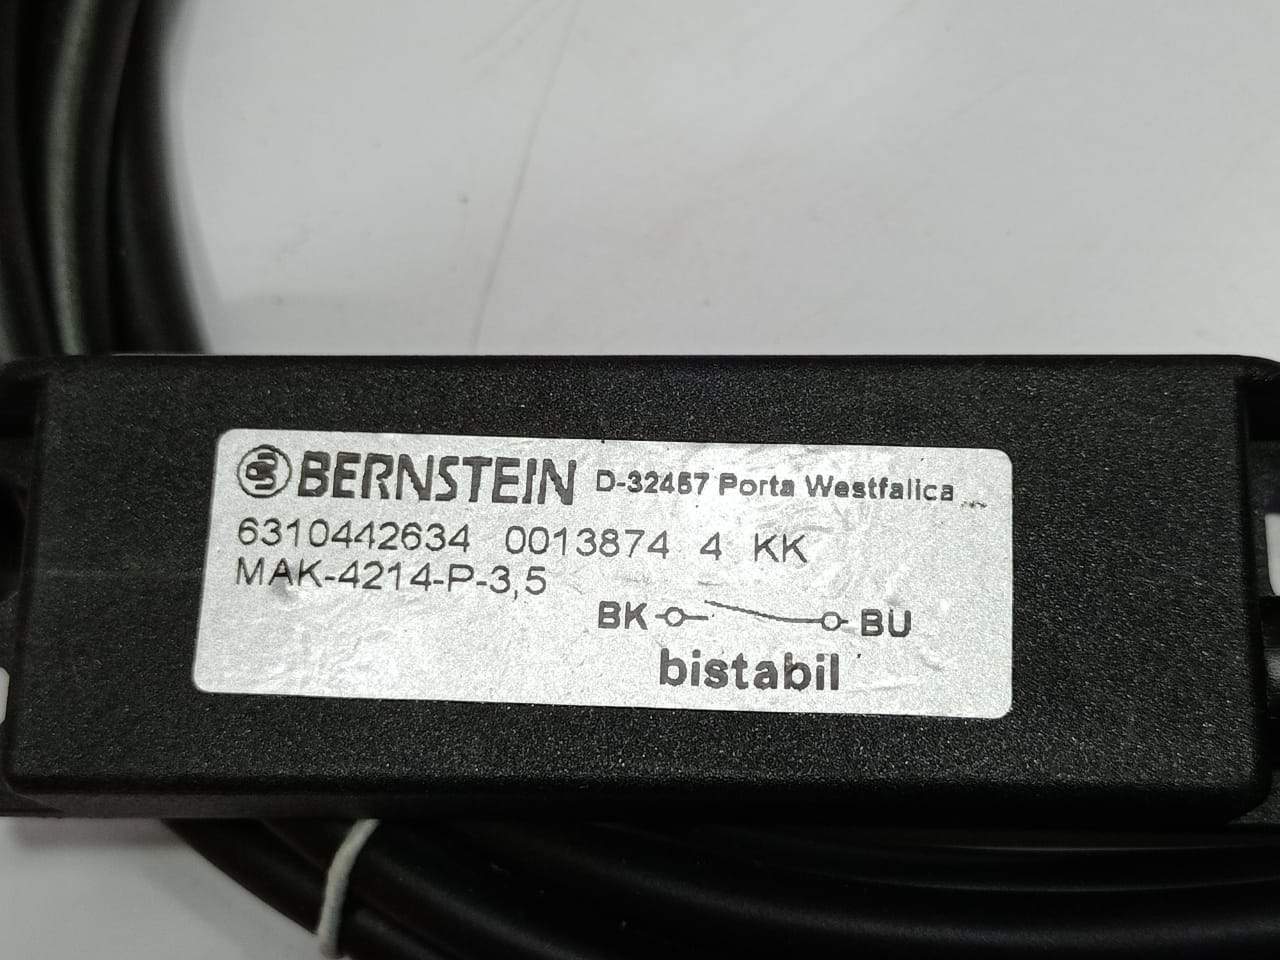 BERNSTEIN D-32457 Porta Westfalica
6310442634 0013874 4 KK
MAK-4214-P-3,5
BK BU
bistabil